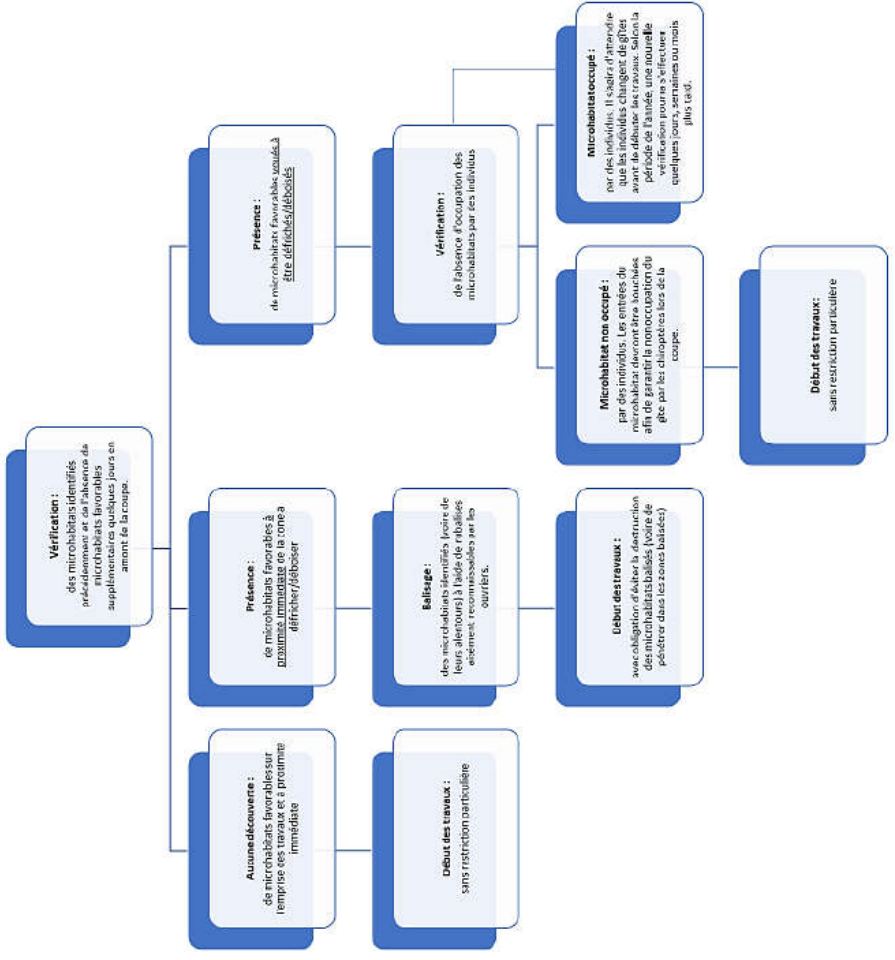 Vérification :
des microhabitats identifiés
précédemment et de l'absence de
microhabitats favorables
supplémentaires quelques jours en
amont de la coupe.
Aucune découverte :
de microhabitats favorables sur
l'emprise des travaux et à proximité
immédiate
Début des travaux :
sans restriction particulière
Présence :
de microhabitats favorables à
proximité immédiate de la zone à
défricher/déboiser
Balisage :
des microhabitats identifiés (voire de
leurs alentours) à l'aide de rubalises
aisément reconnaissables par les
ouvriers.
Début des travaux :
avec obligation d'éviter la destruction
des microhabitats balisés (voire de
pénétrer dans les zones balisées)
Présence :
de microhabitats favorables voués à
être défrichés/déboisés
Vérification :
de l'absence d'occupation des
microhabitats par des individus
Microhabitat non occupé :
par des individus. Les entrées du
microhabitat devront être bouchées
afin de garantir la non occupation du
gîte par les chiroptères lors de la
coupe.
Début des travaux :
sans restriction particulière
Microhabitat occupé :
par des individus. Il s'agira d'attendre
que les individus changent de gîtes
avant de débuter les travaux. Selon la
période de l'année, une nouvelle
vérification pourra s'effectuer
quelques jours, semaines ou mois
plus tard.